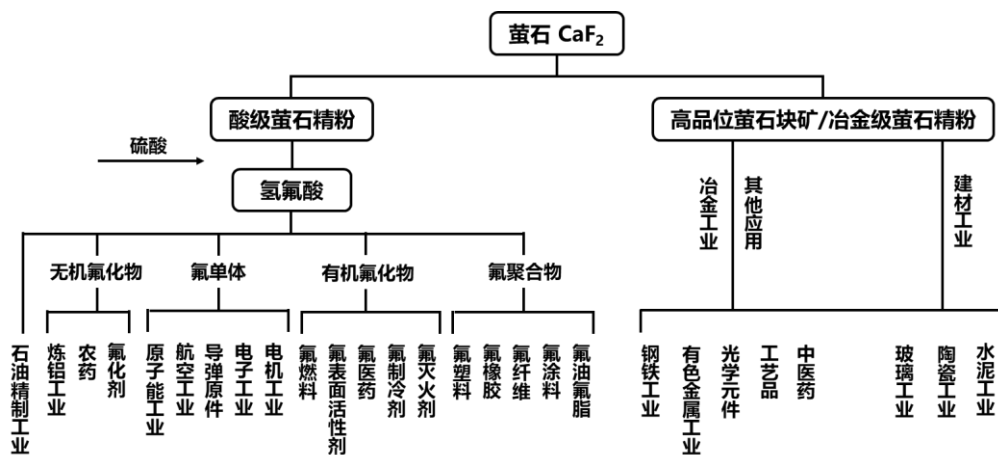 萤石 CaF₂
酸级萤石精粉
高品位萤石块矿/冶金级萤石精粉
硫酸
氢氟酸
冶金工业
其他应用
建材工业
无机氟化物
氟单体
有机氟化物
氟聚合物
石油精制工业
炼铝工业
农药
氟化剂
原子能工业
航空工业
导弹原件
电子工业
电机工业
氟燃料
氟表面活性剂
氟医药
氟制冷剂
氟灭火剂
氟塑料
氟橡胶
氟纤维
氟涂料
氟油氟脂
钢铁工业
有色金属工业
光学元件
工艺品
中医药
玻璃工业
陶瓷工业
水泥工业